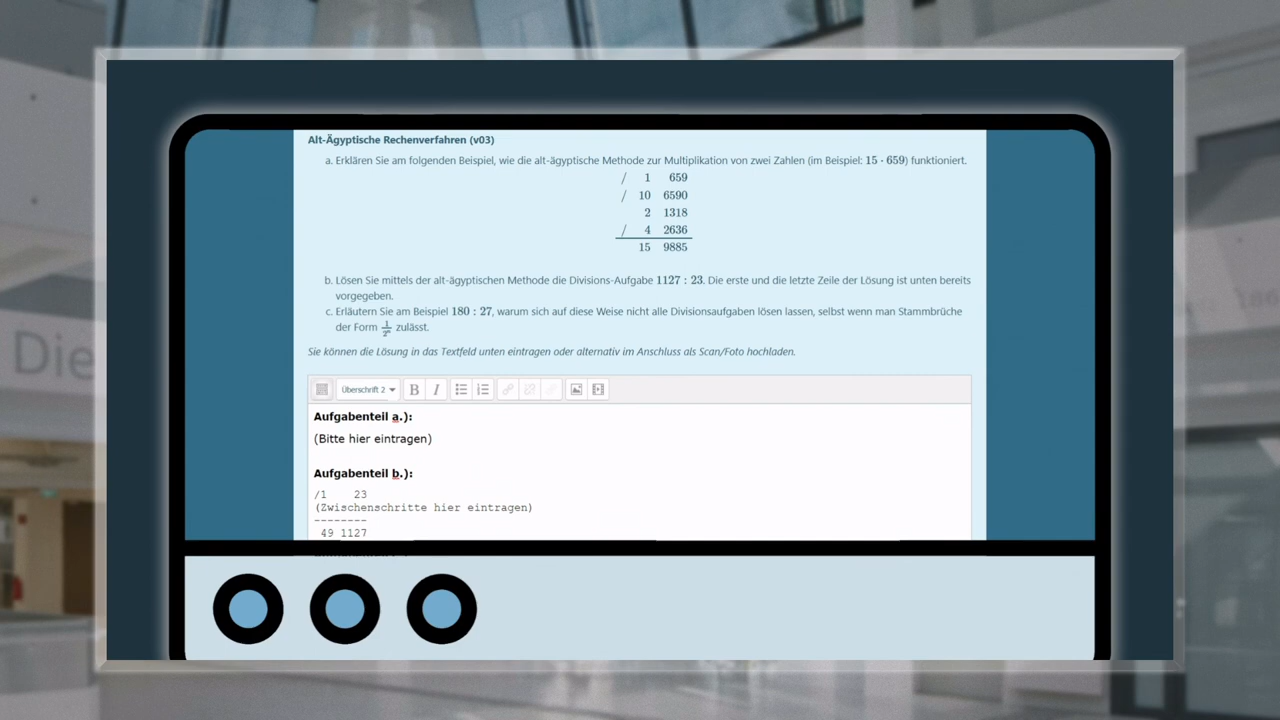 Alt-Ägyptische Rechenverfahren (v03)
a. Erklären Sie am folgenden Beispiel, wie die alt-ägyptische Methode zur Multiplikation von zwei Zahlen (im Beispiel: 15 · 659) funktioniert.
/ 1 659
/ 10 6590
2 1318
/ 4 2636
15 9885
b. Lösen Sie mittels der alt-ägyptischen Methode die Divisions-Aufgabe 1127 : 23. Die erste und die letzte Zeile der Lösung ist unten bereits
vorgegeben.
c. Erläutern Sie am Beispiel 180 : 27, warum sich auf diese Weise nicht alle Divisionsaufgaben lösen lassen, selbst wenn man Stammbrüche
der Form 1/2ⁿ zulässt.
Sie können die Lösung in das Textfeld unten eintragen oder alternativ im Anschluss als Scan/Foto hochladen.
Überschrift 2 B I
Aufgabenteil a.):
(Bitte hier eintragen)
Aufgabenteil b.):
/1 23
(Zwischenschritte hier eintragen)
--------
49 1127
Die